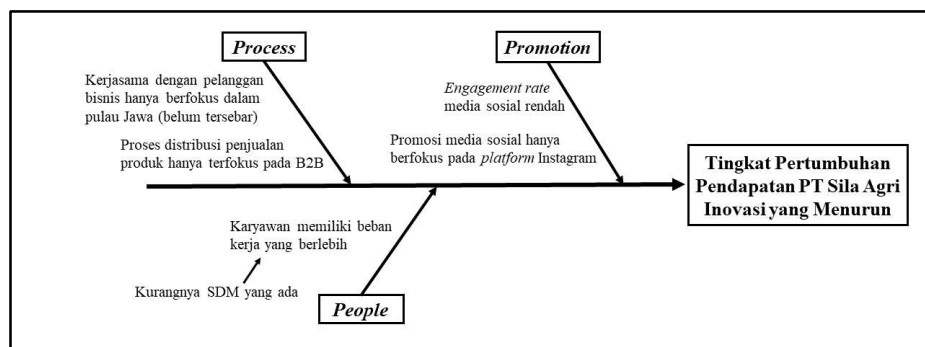 Process
Promotion
Kerjasama dengan pelanggan
bisnis hanya berfokus dalam
pulau Jawa (belum tersebar)
Proses distribusi penjualan
produk hanya terfokus pada B2B
Engagement rate
media sosial rendah
Promosi media sosial hanya
berfokus pada platform Instagram
Tingkat Pertumbuhan
Pendapatan PT Sila Agri
Inovasi yang Menurun
Karyawan memiliki beban
kerja yang berlebih
Kurangnya SDM yang ada
People